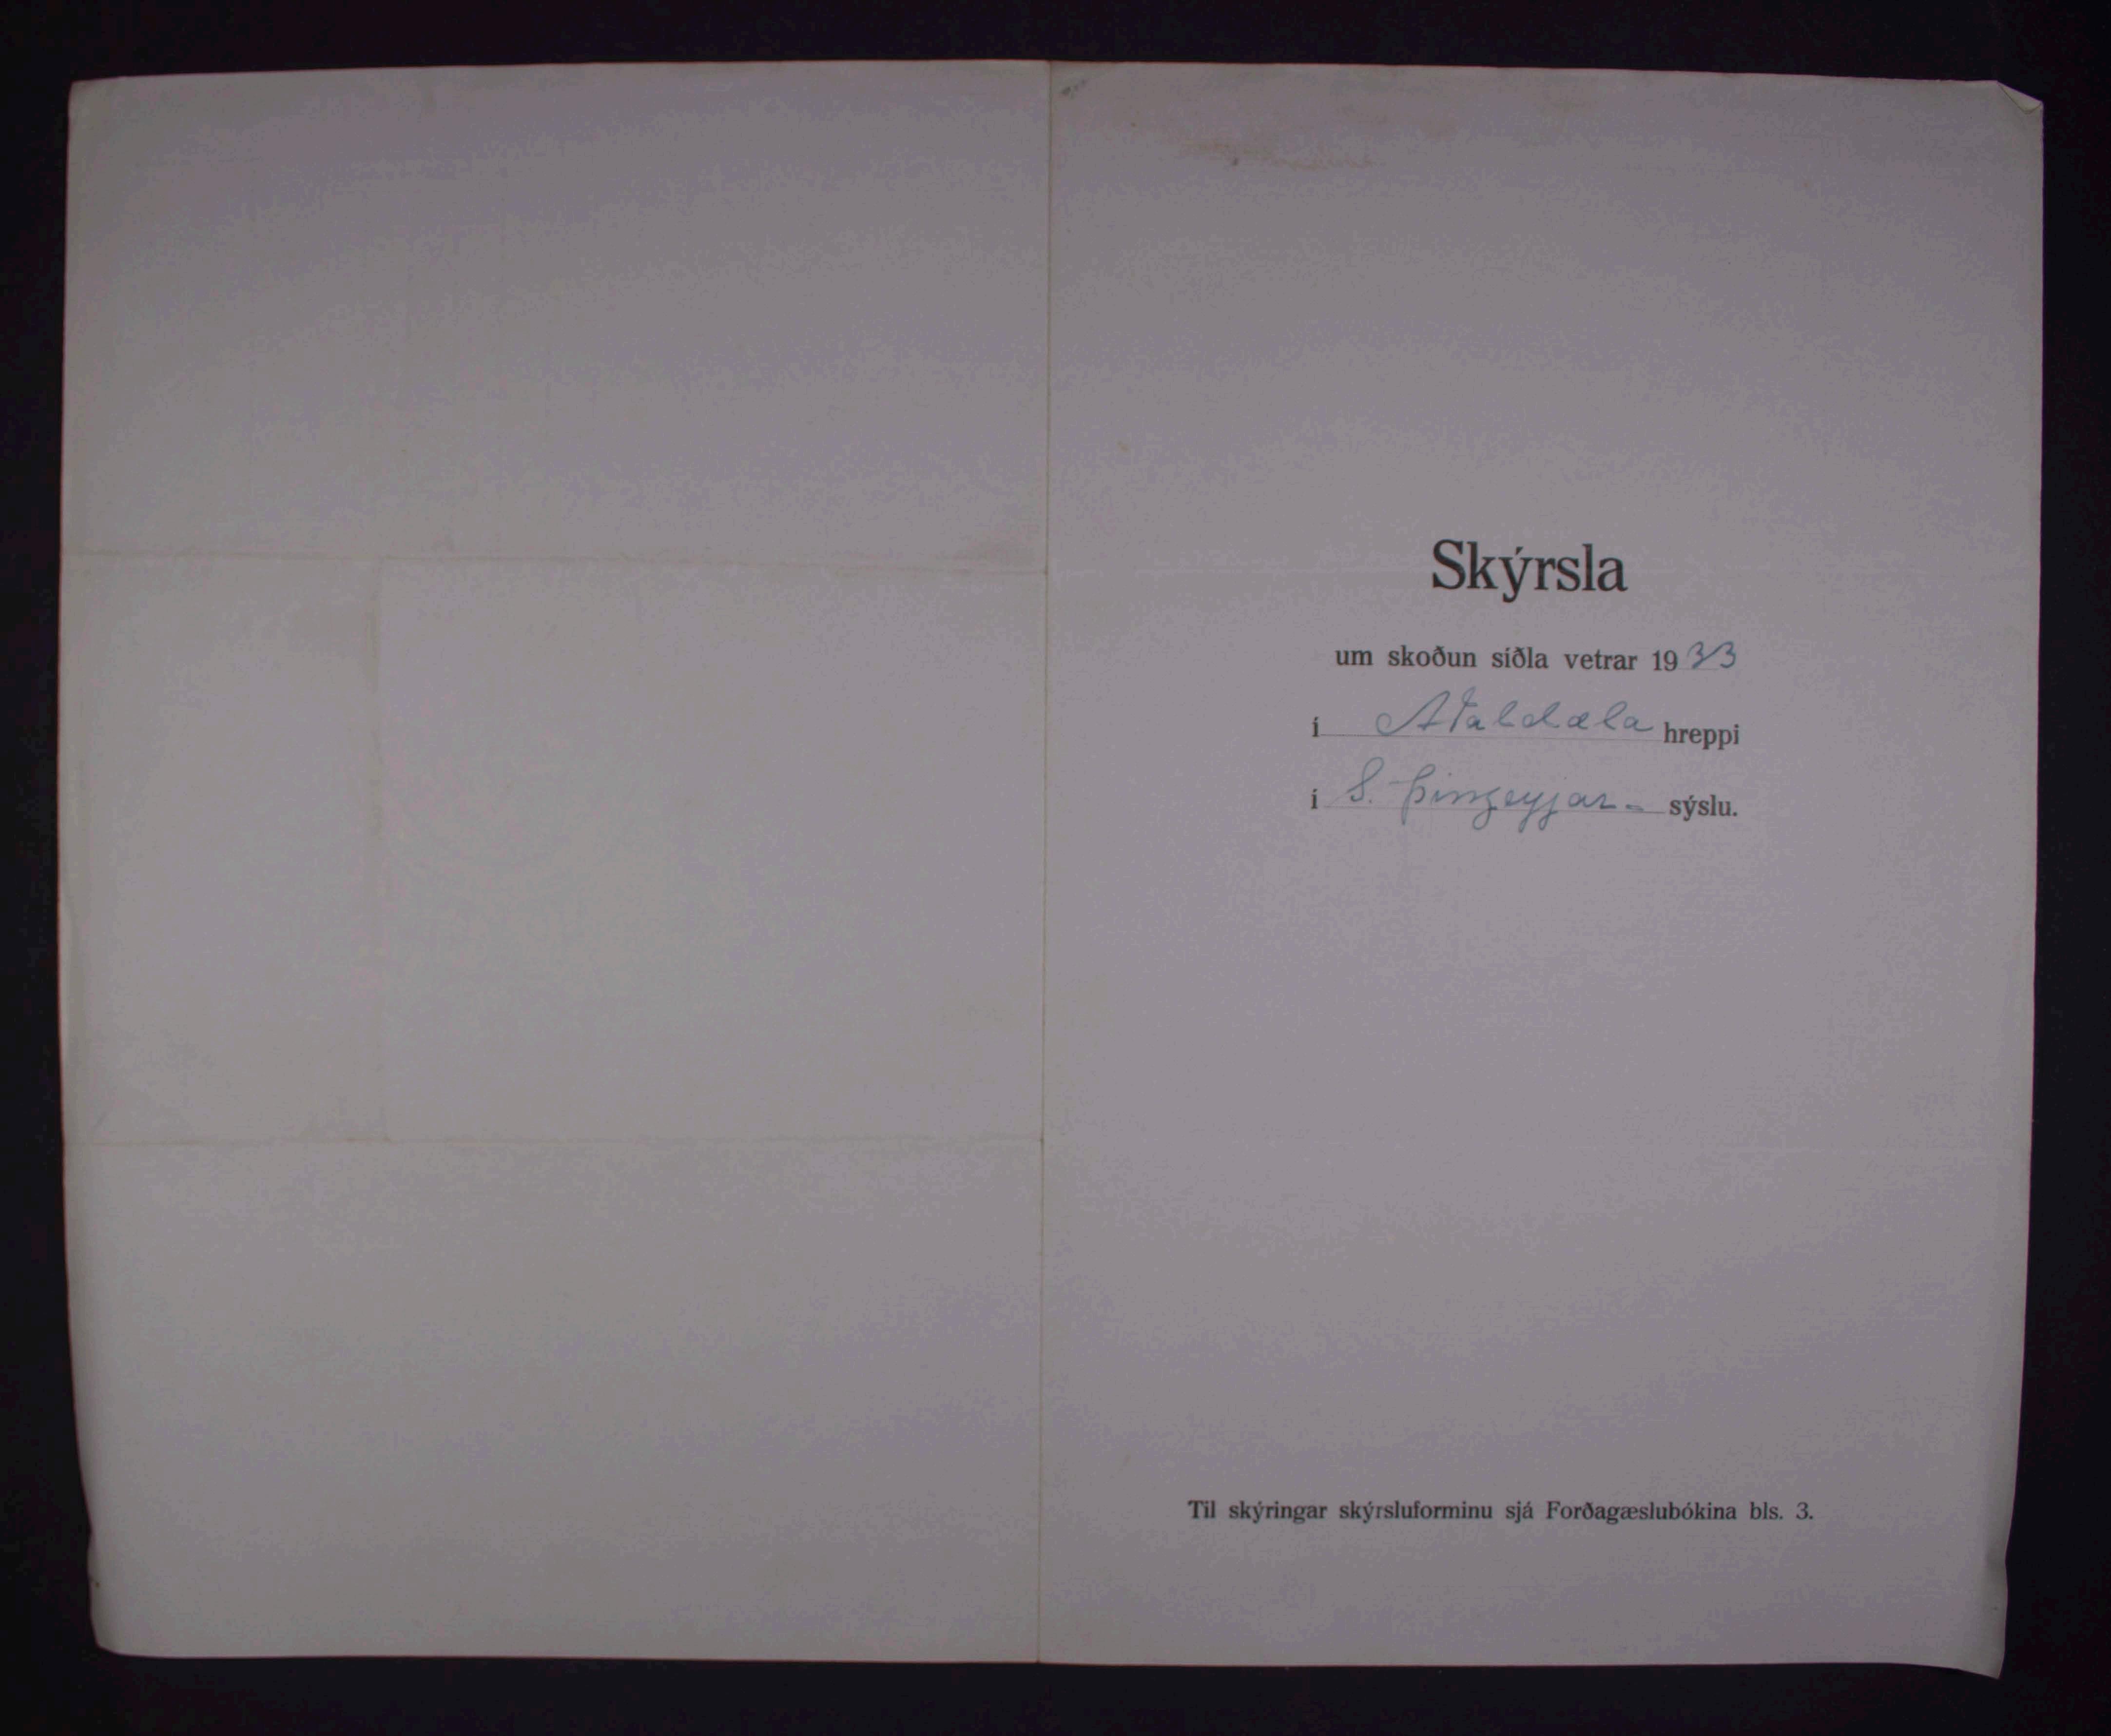 Skýrsla
um skoðun síðla vetrar 1933
í Aðaldæla hreppi
í S. Þingeyjar- sýslu.
Til skýringar skýrsluforminu sjá Forðagæslubókina bls. 3.